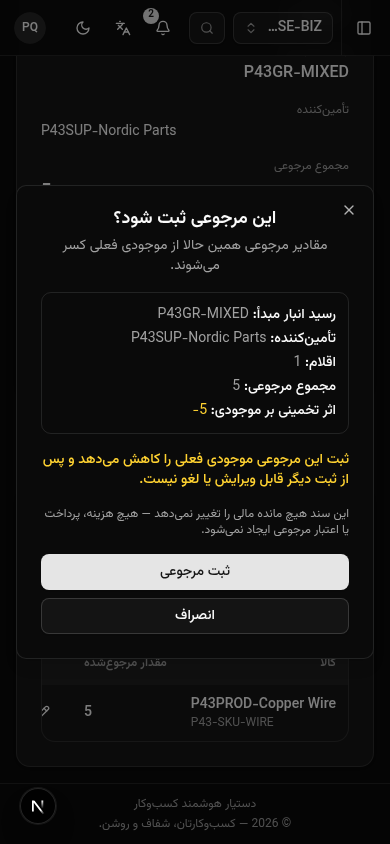 ...SE-BIZ
2
PQ
P43GR-MIXED
تأمین‌کننده
P43SUP-Nordic Parts
مجموع مرجوعی
این مرجوعی ثبت شود؟
مقادیر مرجوعی همین حالا از موجودی فعلی کسر
می‌شوند.
رسید انبار مبدأ: P43GR-MIXED
تأمین‌کننده: P43SUP-Nordic Parts
اقلام: 1
مجموع مرجوعی: 5
اثر تخمینی بر موجودی: 5-
ثبت این مرجوعی موجودی فعلی را کاهش می‌دهد و پس
از ثبت دیگر قابل ویرایش یا لغو نیست.
این سند هیچ مانده مالی را تغییر نمی‌دهد — هیچ هزینه، پرداخت
یا اعتبار مرجوعی ایجاد نمی‌شود.
ثبت مرجوعی
انصراف
کالا
مقدار مرجوع‌شده
P43PROD-Copper Wire
5
P43-SKU-WIRE
دستیار هوشمند کسب‌وکار
© 2026 — کسب‌وکارتان، شفاف و روشن.
N